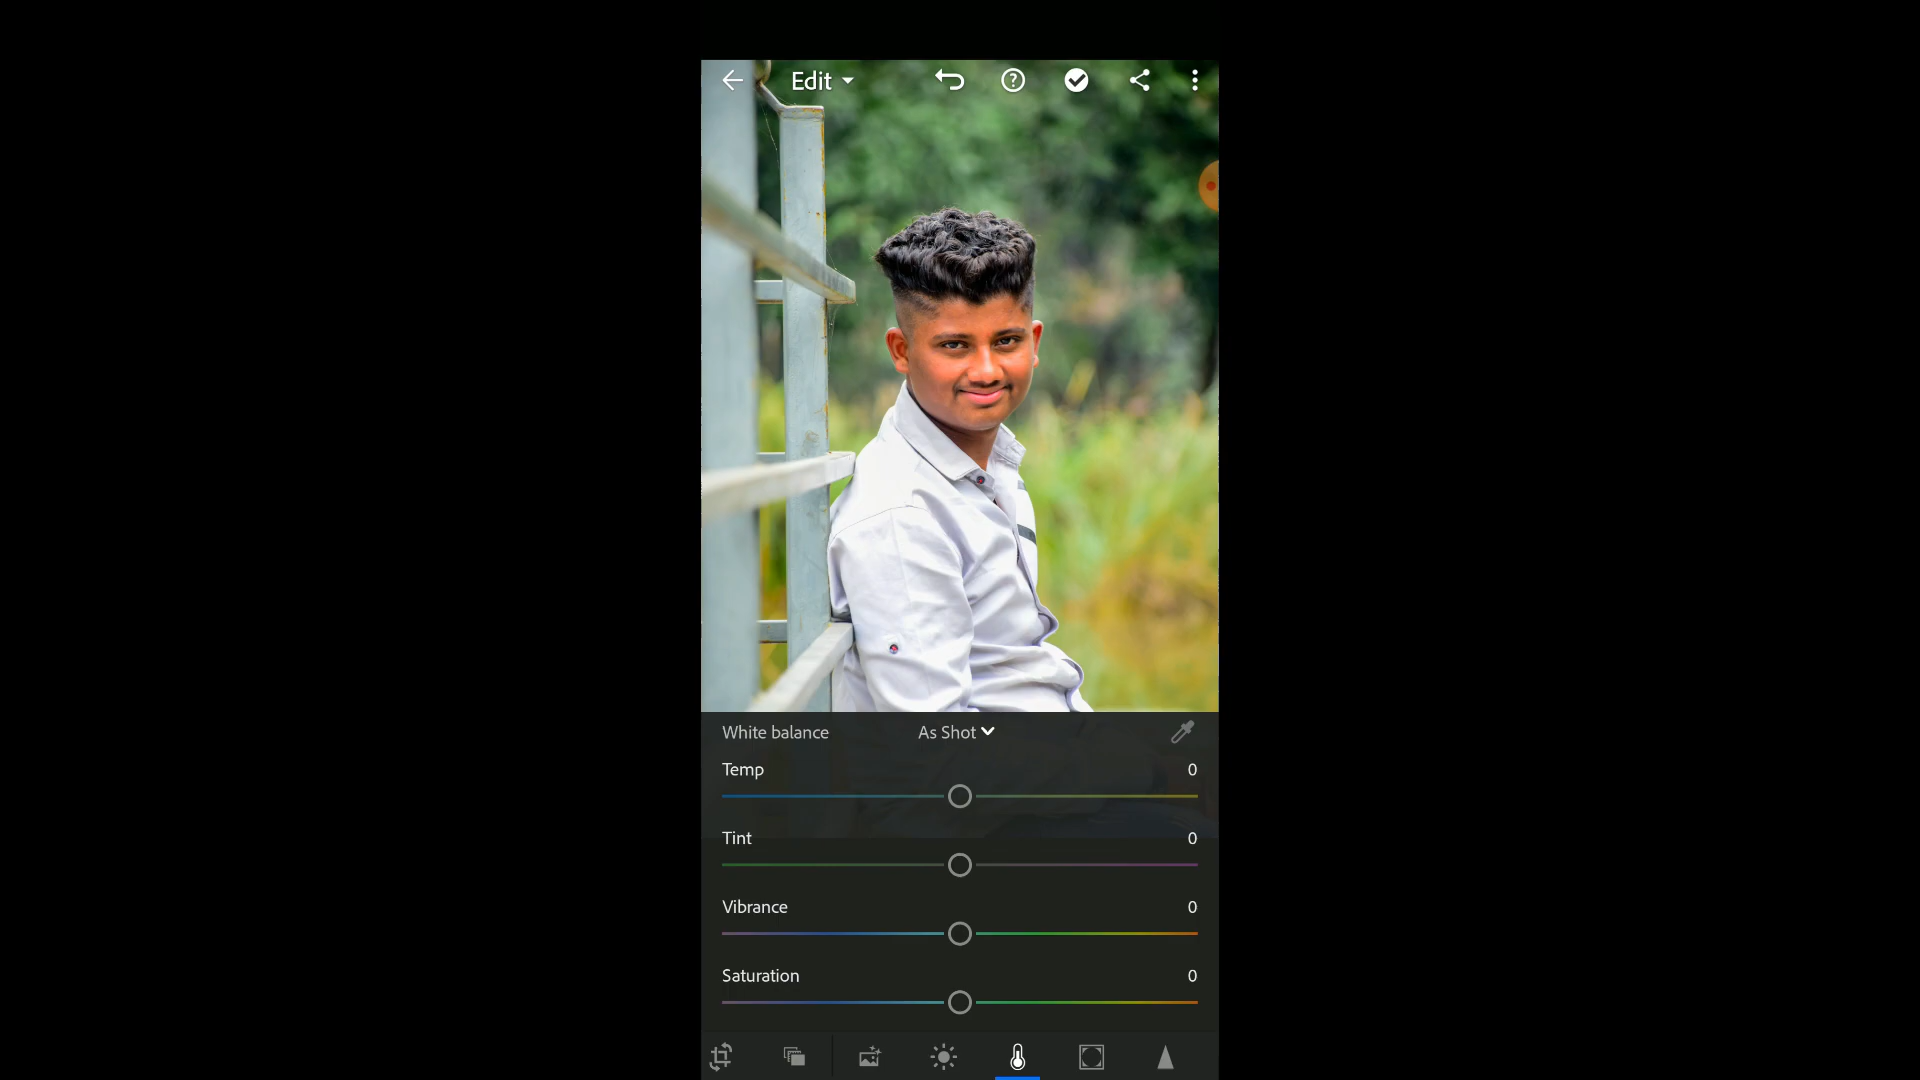 Edit
White balance As Shot
Temp 0
Tint 0
Vibrance 0
Saturation 0